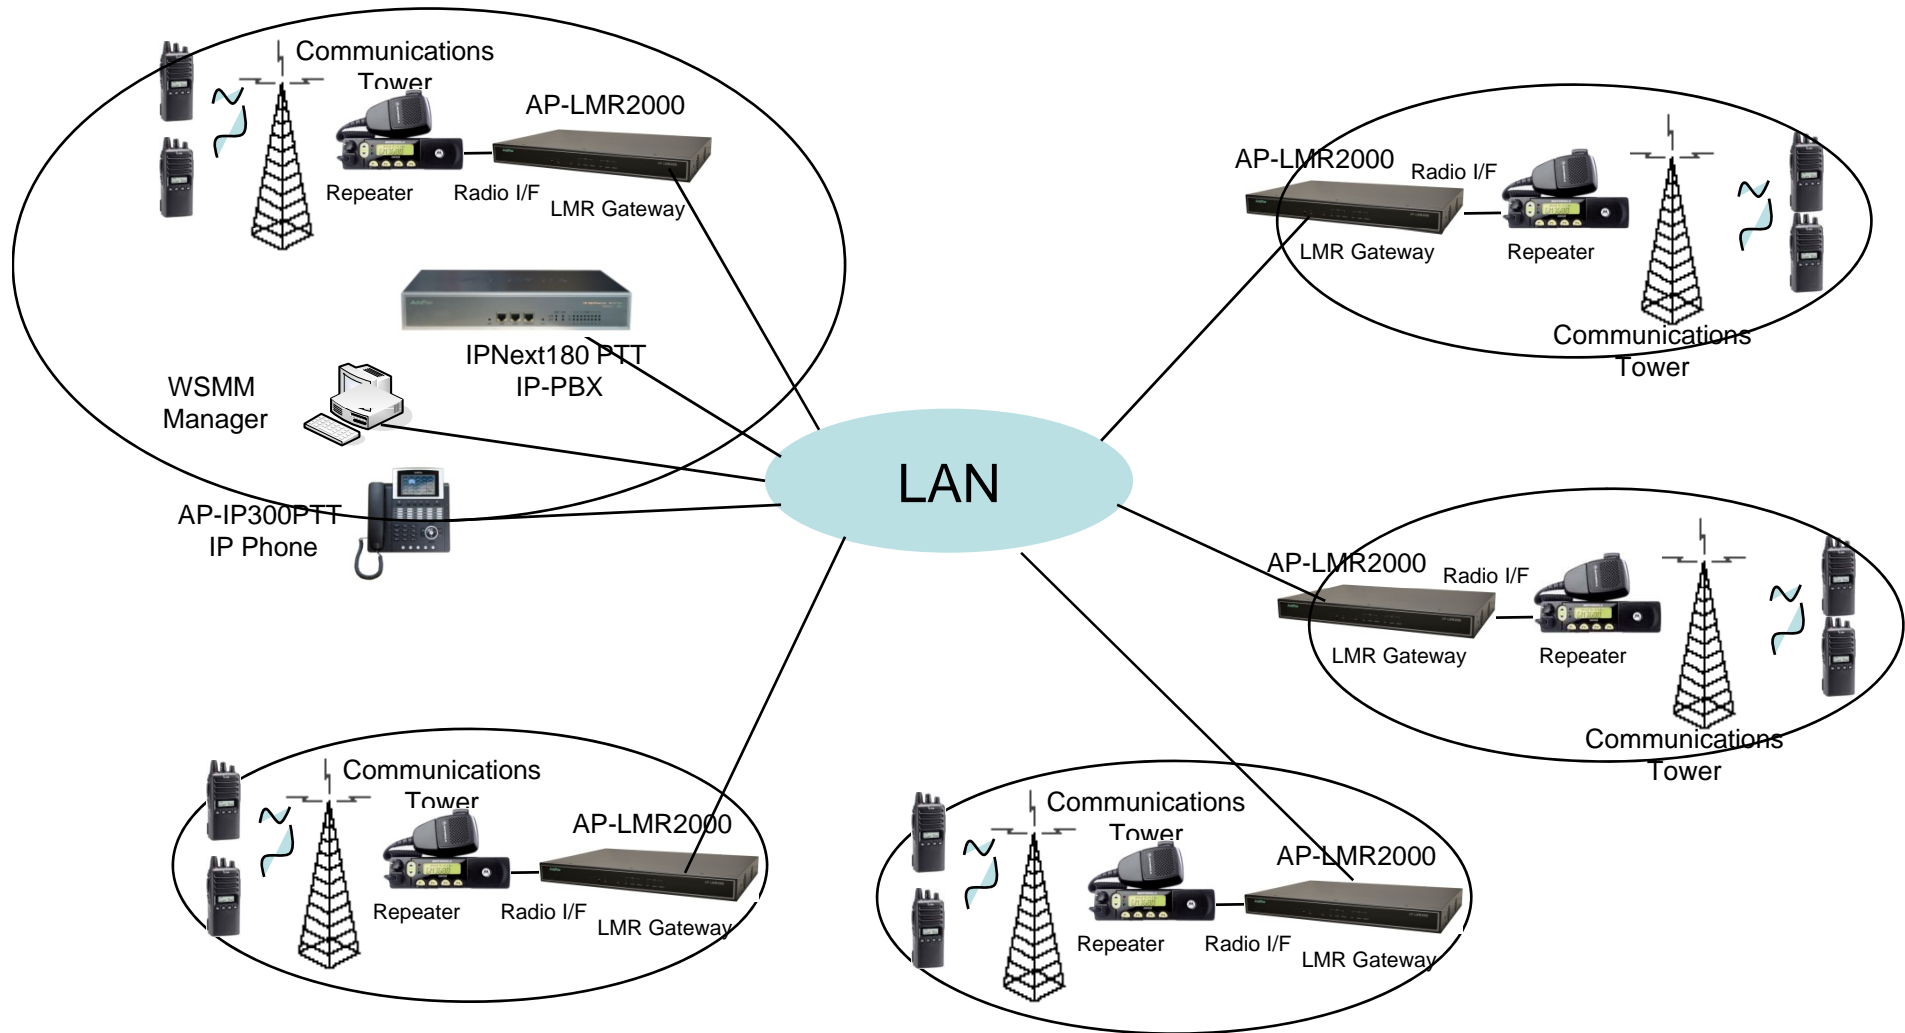 Communications
Tower
AP-LMR2000
Repeater
Radio I/F
LMR Gateway
IPNext180 PTT
IP-PBX
WSMM
Manager
AP-IP300PTT
IP Phone
LAN
AP-LMR2000
Radio I/F
LMR Gateway
Repeater
Communications
Tower
AP-LMR2000
Radio I/F
LMR Gateway
Repeater
Communications
Tower
Communications
Tower
AP-LMR2000
Repeater
Radio I/F
LMR Gateway
Communications
Tower
AP-LMR2000
Repeater
Radio I/F
LMR Gateway